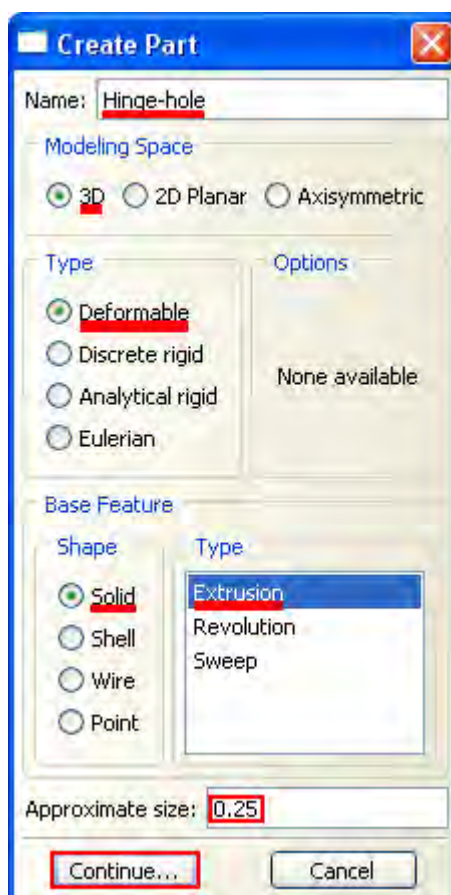 Create Part
Name: Hinge-hole
Modeling Space
3D 2D Planar Axisymmetric
Type
Options
Deformable
Discrete rigid
Analytical rigid
Eulerian
None available
Base Feature
Shape
Type
Solid
Shell
Wire
Point
Extrusion
Revolution
Sweep
Approximate size: 0.25
Continue... Cancel